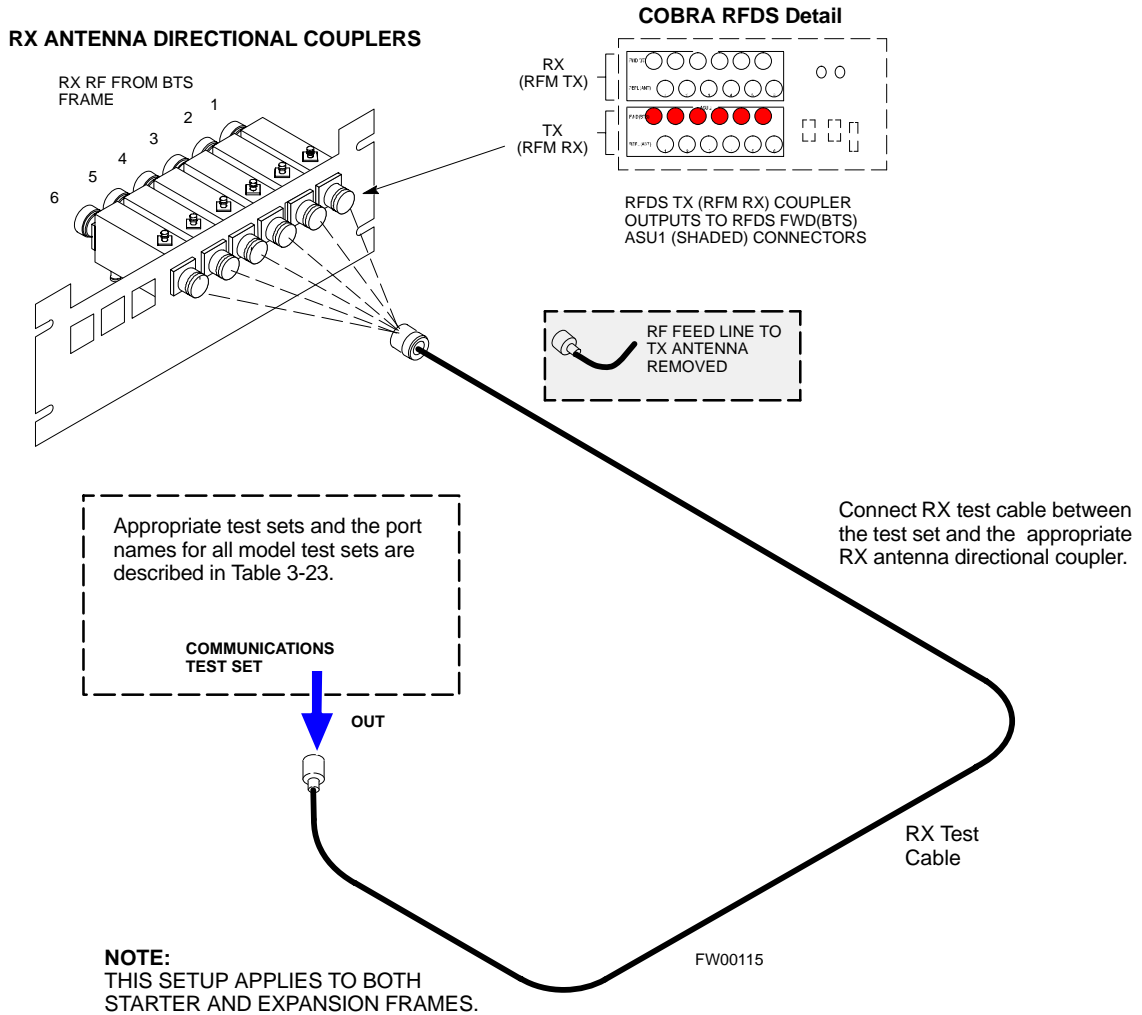 COBRA RFDS Detail
RX ANTENNA DIRECTIONAL COUPLERS
RX RF FROM BTS
FRAME
1
2
3
4
5
6
RX
(RFM TX)
TX
(RFM RX)
RFDS TX (RFM RX) COUPLER
OUTPUTS TO RFDS FWD(BTS)
ASU1 (SHADED) CONNECTORS
RF FEED LINE TO
TX ANTENNA
REMOVED
Connect RX test cable between
the test set and the appropriate
RX antenna directional coupler.
Appropriate test sets and the port
names for all model test sets are
described in Table 3-23.
COMMUNICATIONS
TEST SET
OUT
RX Test
Cable
FW00115
NOTE:
THIS SETUP APPLIES TO BOTH
STARTER AND EXPANSION FRAMES.